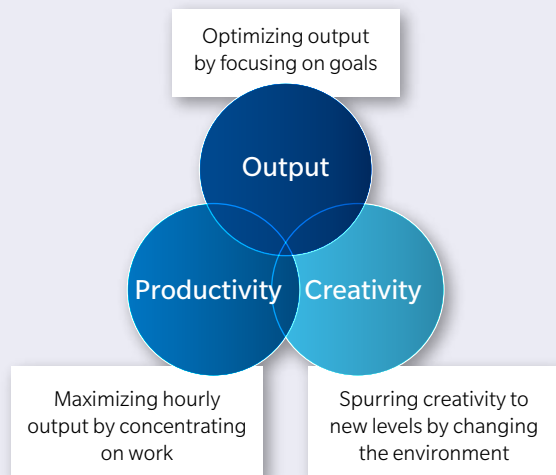 Optimizing output
by focusing on goals
Output
Productivity
Creativity
Maximizing hourly
output by concentrating
on work
Spurring creativity to
new levels by changing
the environment